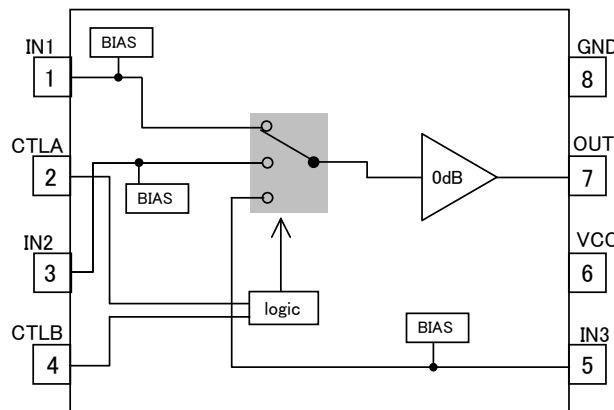 IN1
1
BIAS
GND
8
CTLA
2
BIAS
0dB
OUT
7
IN2
3
VCC
6
logic
CTLB
4
BIAS
IN3
5